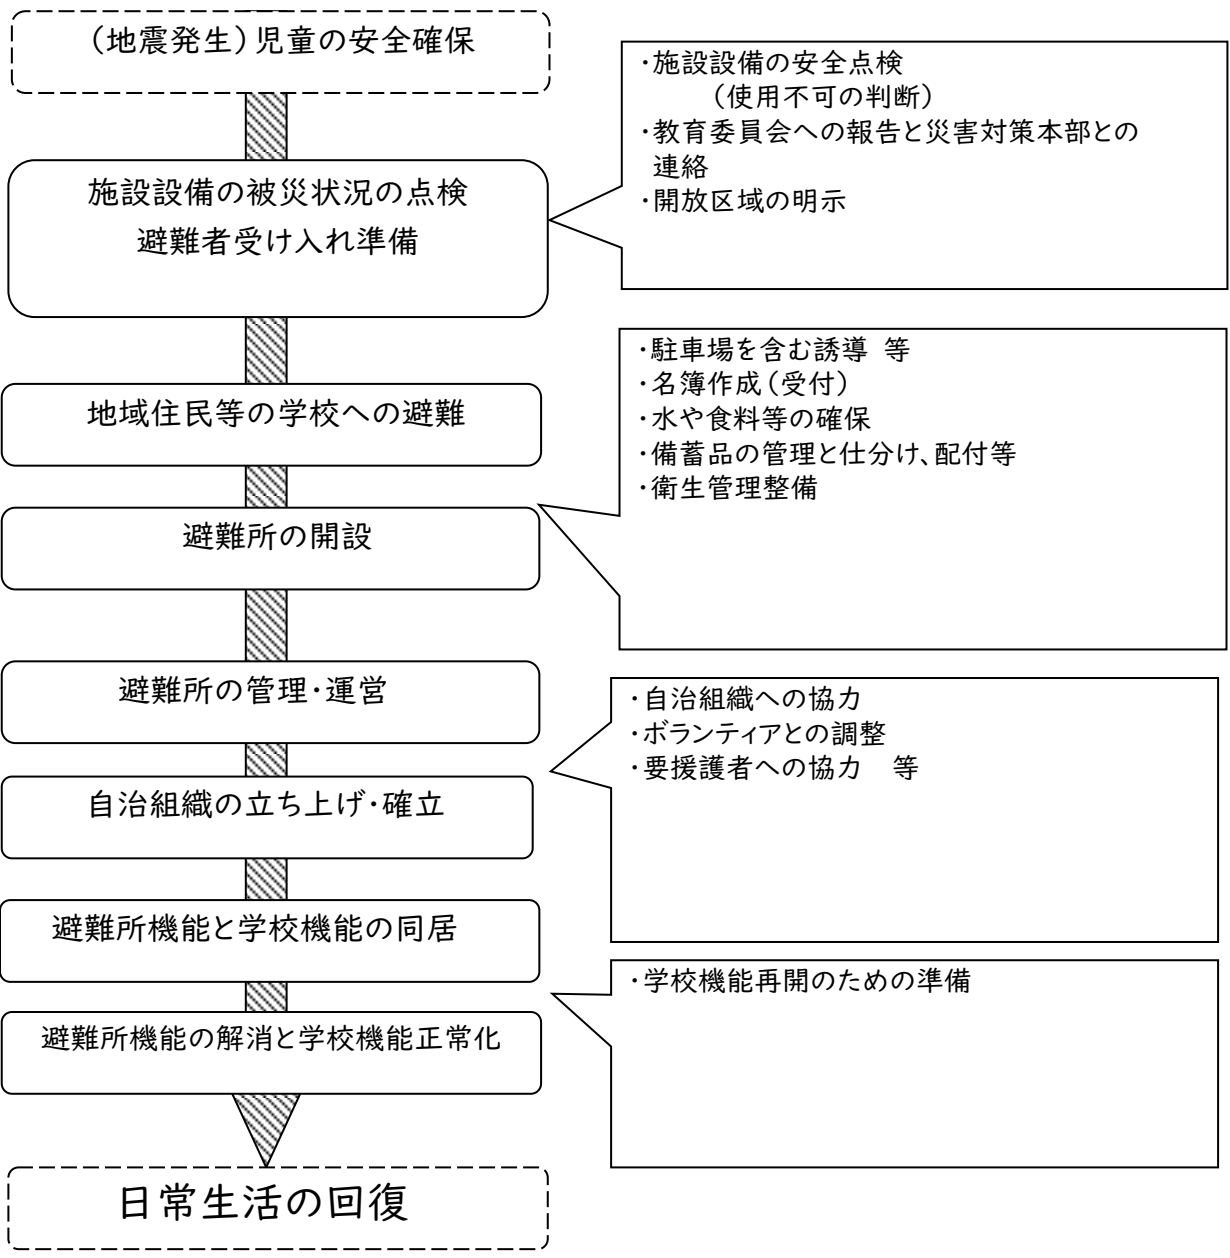 （地震発生）児童の安全確保
施設設備の被災状況の点検
避難者受け入れ準備
・施設設備の安全点検
（使用不可の判断）
・教育委員会への報告と災害対策本部との
連絡
・開放区域の明示
地域住民等の学校への避難
避難所の開設
・駐車場を含む誘導　等
・名簿作成（受付）
・水や食料等の確保
・備蓄品の管理と仕分け、配付等
・衛生管理整備
避難所の管理・運営
自治組織の立ち上げ・確立
・自治組織への協力
・ボランティアとの調整
・要援護者への協力　等
避難所機能と学校機能の同居
避難所機能の解消と学校機能正常化
・学校機能再開のための準備
日常生活の回復